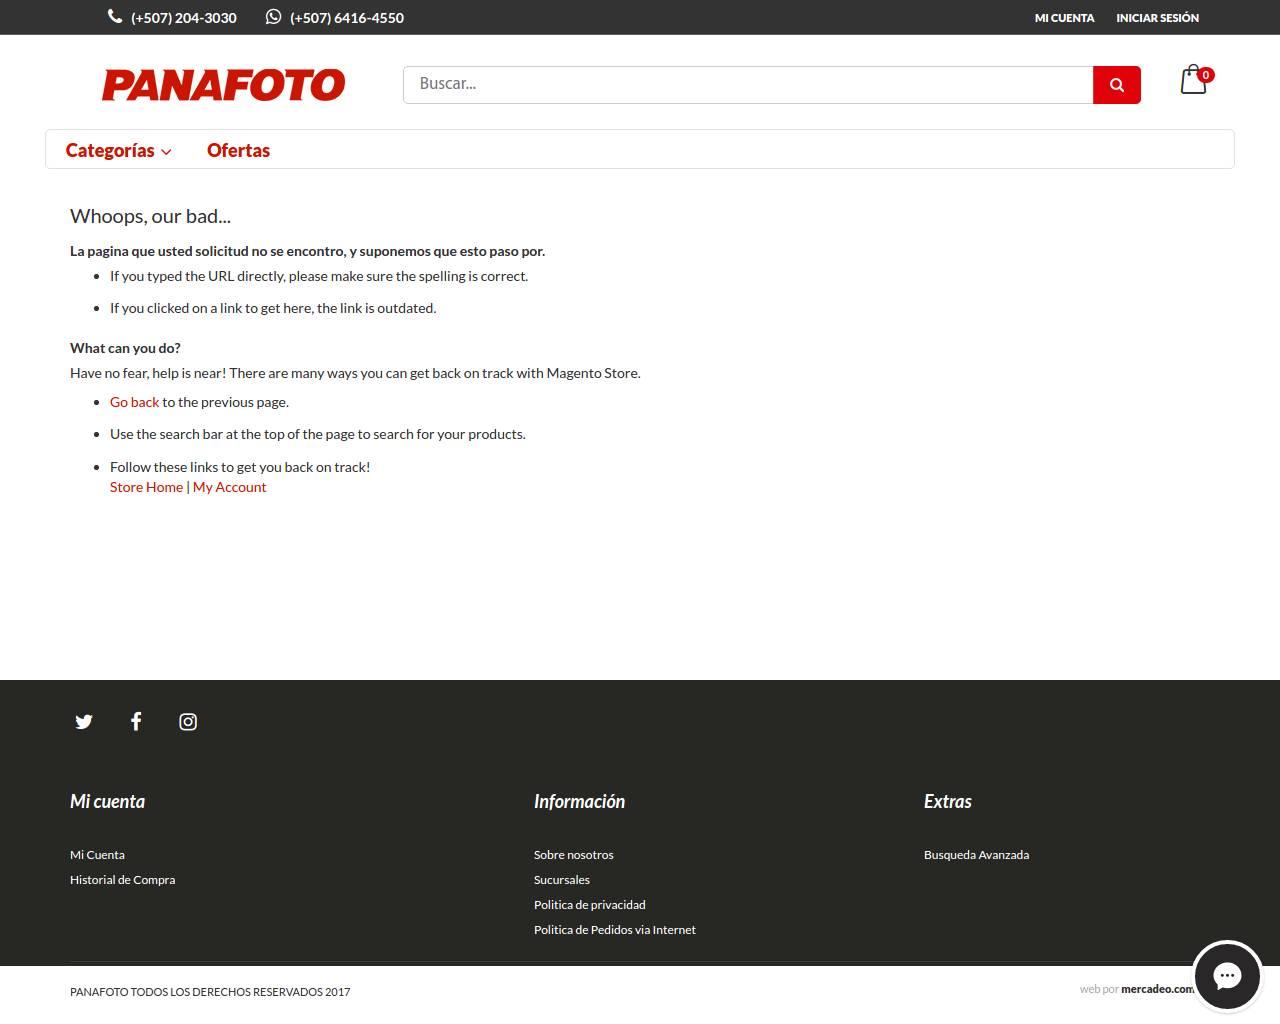 (+507) 204-3030 (+507) 6416-4550 MI CUENTA INICIAR SESIÓN
PANAFOTO
Buscar...
0
Categorías Ofertas
Whoops, our bad...
La pagina que usted solicitud no se encontro, y suponemos que esto paso por.
If you typed the URL directly, please make sure the spelling is correct.
If you clicked on a link to get here, the link is outdated.
What can you do?
Have no fear, help is near! There are many ways you can get back on track with Magento Store.
Go back to the previous page.
Use the search bar at the top of the page to search for your products.
Follow these links to get you back on track!
Store Home | My Account
Mi cuenta
Mi Cuenta
Historial de Compra
Información
Sobre nosotros
Sucursales
Politica de privacidad
Politica de Pedidos via Internet
Extras
Busqueda Avanzada
PANAFOTO TODOS LOS DERECHOS RESERVADOS 2017
web por mercadeo.com